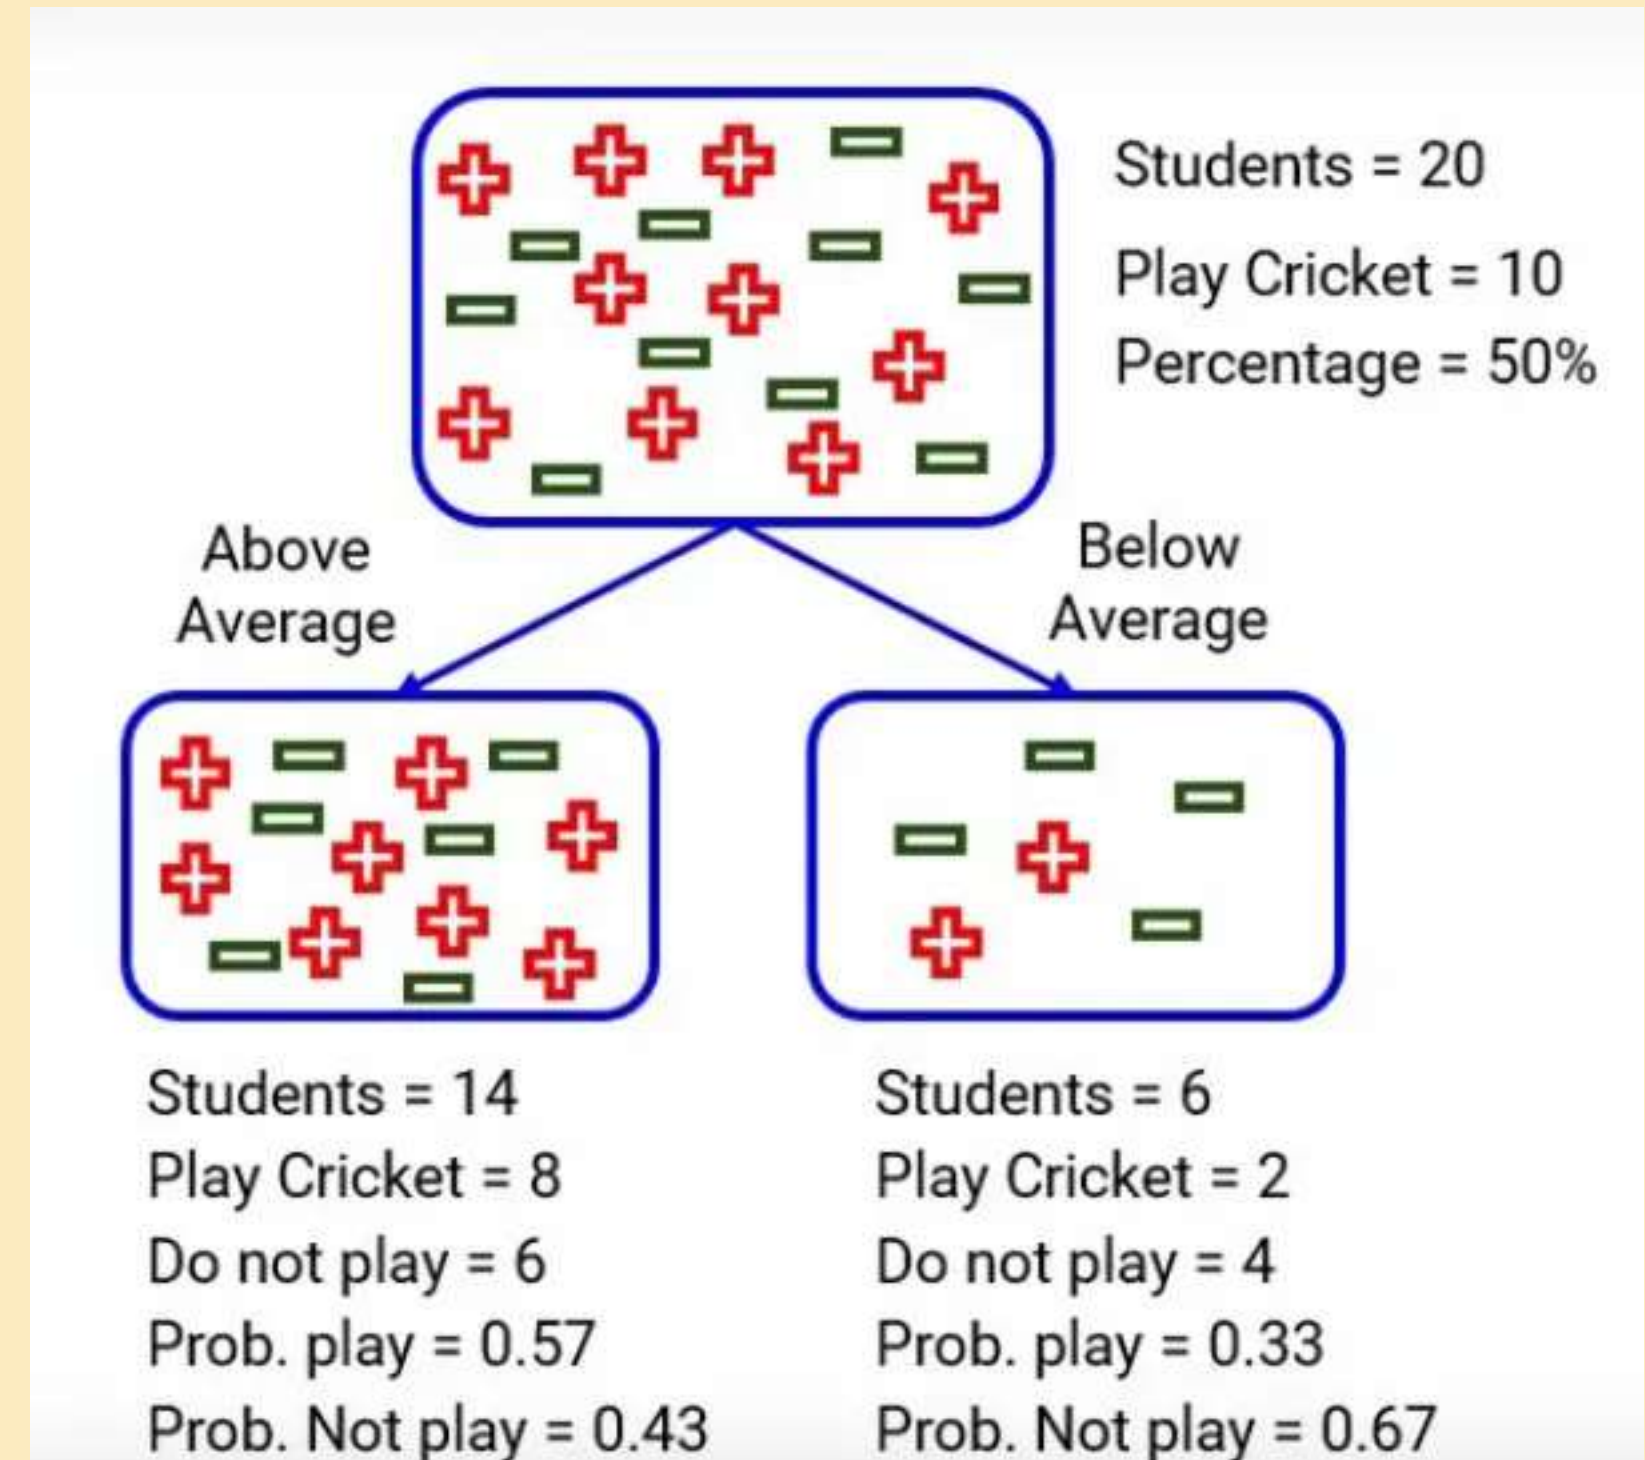 Students = 20
Play Cricket = 10
Percentage = 50%
Above
Average
Below
Average
Students = 14
Play Cricket = 8
Do not play = 6
Prob. play = 0.57
Prob. Not play = 0.43
Students = 6
Play Cricket = 2
Do not play = 4
Prob. play = 0.33
Prob. Not play = 0.67